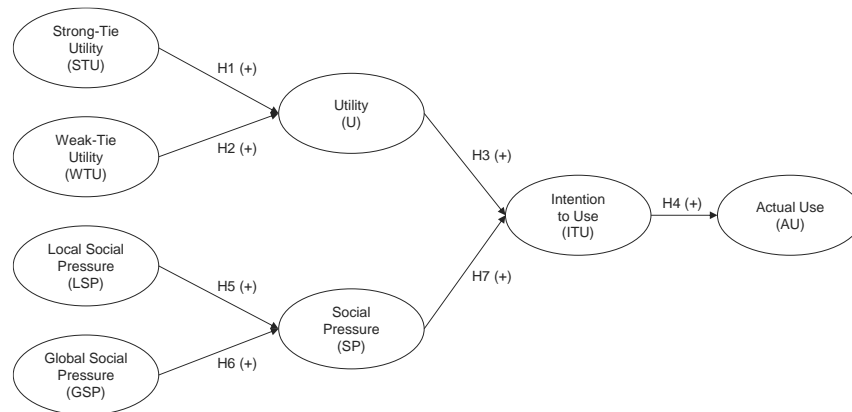 Strong-Tie
Utility
(STU)
H1 (+)
Utility
(U)
Weak-Tie
Utility
(WTU)
H2 (+)
H3 (+)
Intention
to Use
(ITU)
H4 (+)
Actual Use
(AU)
Local Social
Pressure
(LSP)
H5 (+)
H7 (+)
Social
Pressure
(SP)
Global Social
Pressure
(GSP)
H6 (+)